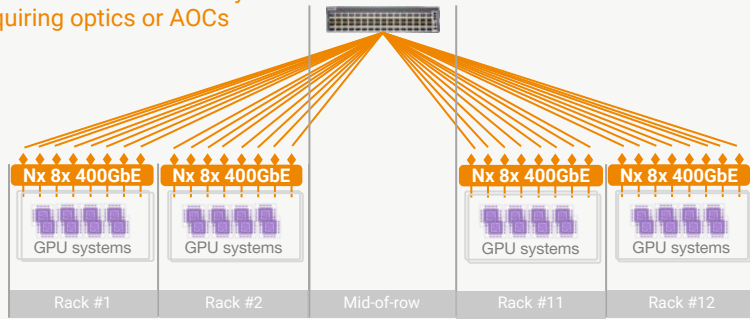 quiring optics or AOCs
Nx 8x 400GbE
Nx 8x 400GbE
Nx 8x 400GbE
Nx 8x 400GbE
GPU systems
GPU systems
GPU systems
GPU systems
Rack #1
Rack #2
Mid-of-row
Rack #11
Rack #12